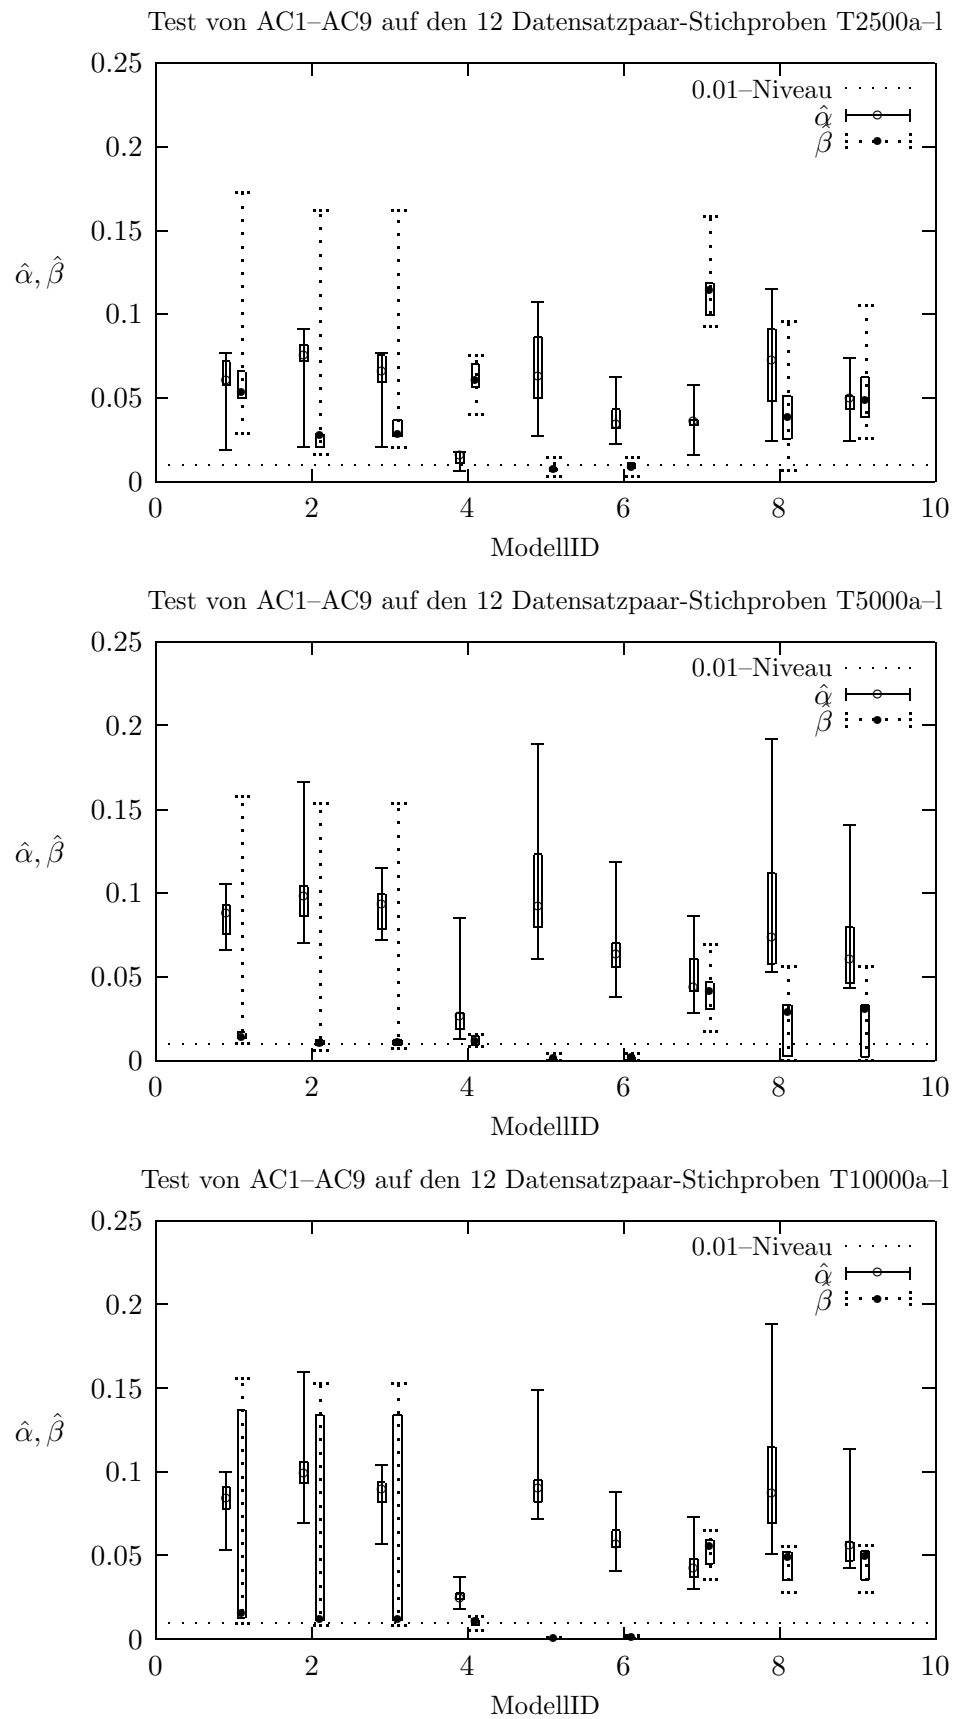 Test von AC1–AC9 auf den 12 Datensatzpaar-Stichproben T2500a–l
0.25
0.01–Niveau
α̂
0.2
β̂
0.15
α̂, β̂
0.1
0.05
0
0 2 4 6 8 10
ModellID
Test von AC1–AC9 auf den 12 Datensatzpaar-Stichproben T5000a–l
0.25
0.01–Niveau
α̂
0.2
β̂
0.15
α̂, β̂
0.1
0.05
0
0 2 4 6 8 10
ModellID
Test von AC1–AC9 auf den 12 Datensatzpaar-Stichproben T10000a–l
0.25
0.01–Niveau
α̂
0.2
β̂
0.15
α̂, β̂
0.1
0.05
0
0 2 4 6 8 10
ModellID